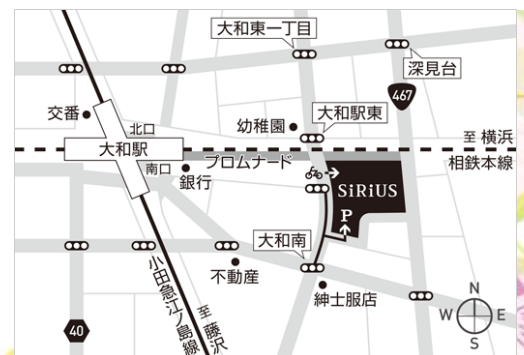 大和東一丁目
深見台
467
交番
北口
幼稚園
大和駅東
至 横浜
大和駅
プロムナード
相鉄本線
南口
銀行
SiRiUS
P
大和南
不動産
小田急江ノ島線
至 藤沢
紳士服店
40
N
W
E
S